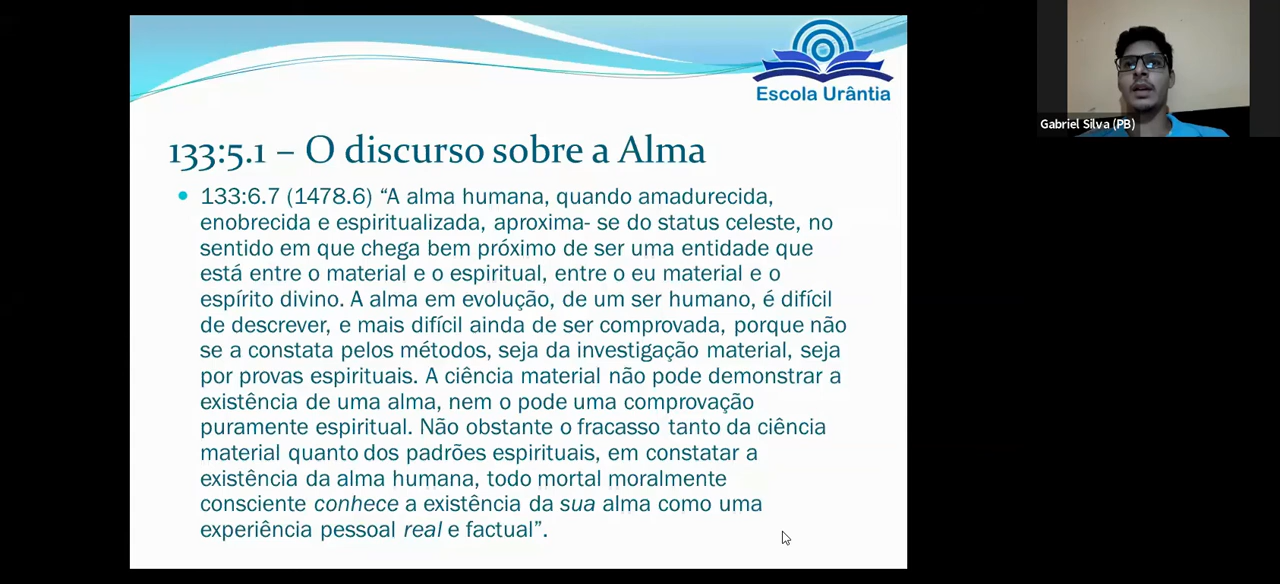 Escola Urântia
133:5.1 – O discurso sobre a Alma
• 133:6.7 (1478.6) “A alma humana, quando amadurecida,
enobrecida e espiritualizada, aproxima- se do status celeste, no
sentido em que chega bem próximo de ser uma entidade que
está entre o material e o espiritual, entre o eu material e o
espírito divino. A alma em evolução, de um ser humano, é difícil
de descrever, e mais difícil ainda de ser comprovada, porque não
se a constata pelos métodos, seja da investigação material, seja
por provas espirituais. A ciência material não pode demonstrar a
existência de uma alma, nem o pode uma comprovação
puramente espiritual. Não obstante o fracasso tanto da ciência
material quanto dos padrões espirituais, em constatar a
existência da alma humana, todo mortal moralmente
consciente conhece a existência da sua alma como uma
experiência pessoal real e factual”.
Gabriel Silva (PB)